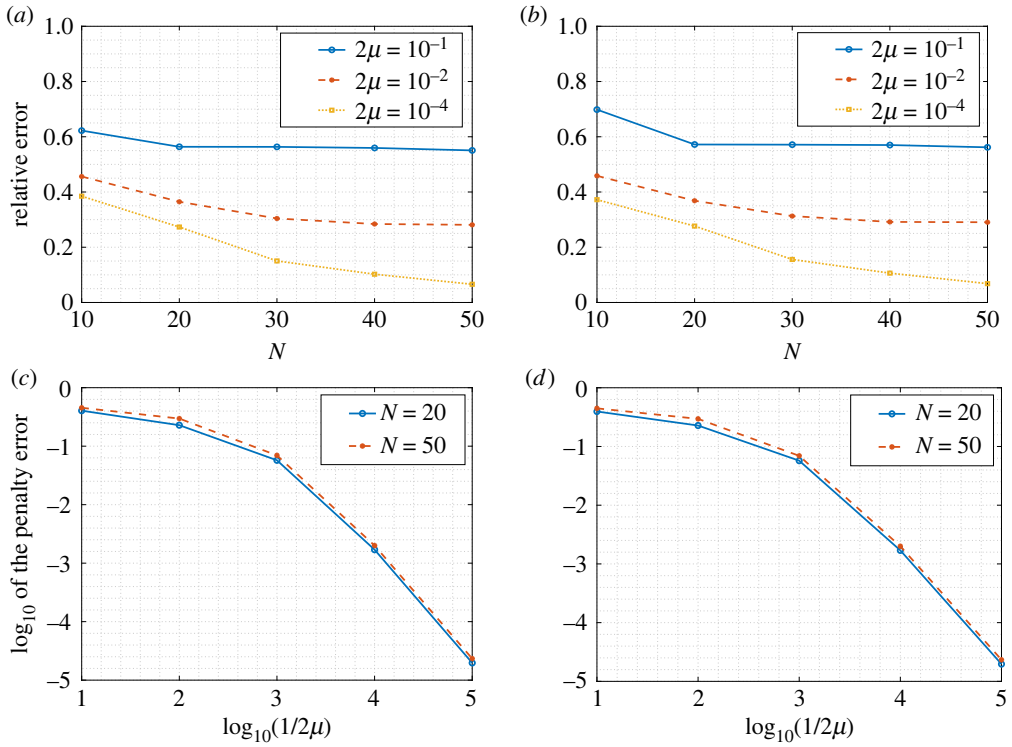 (a)
relative error
1.0
0.8
0.6
0.4
0.2
0
2μ = 10⁻¹
2μ = 10⁻²
2μ = 10⁻⁴
10 20 30 40 50
N
(b)
1.0
0.8
0.6
0.4
0.2
0
2μ = 10⁻¹
2μ = 10⁻²
2μ = 10⁻⁴
10 20 30 40 50
N
(c)
log₁₀ of the penalty error
0
–1
–2
–3
–4
–5
N = 20
N = 50
1 2 3 4 5
log₁₀(1/2μ)
(d)
0
–1
–2
–3
–4
–5
N = 20
N = 50
1 2 3 4 5
log₁₀(1/2μ)